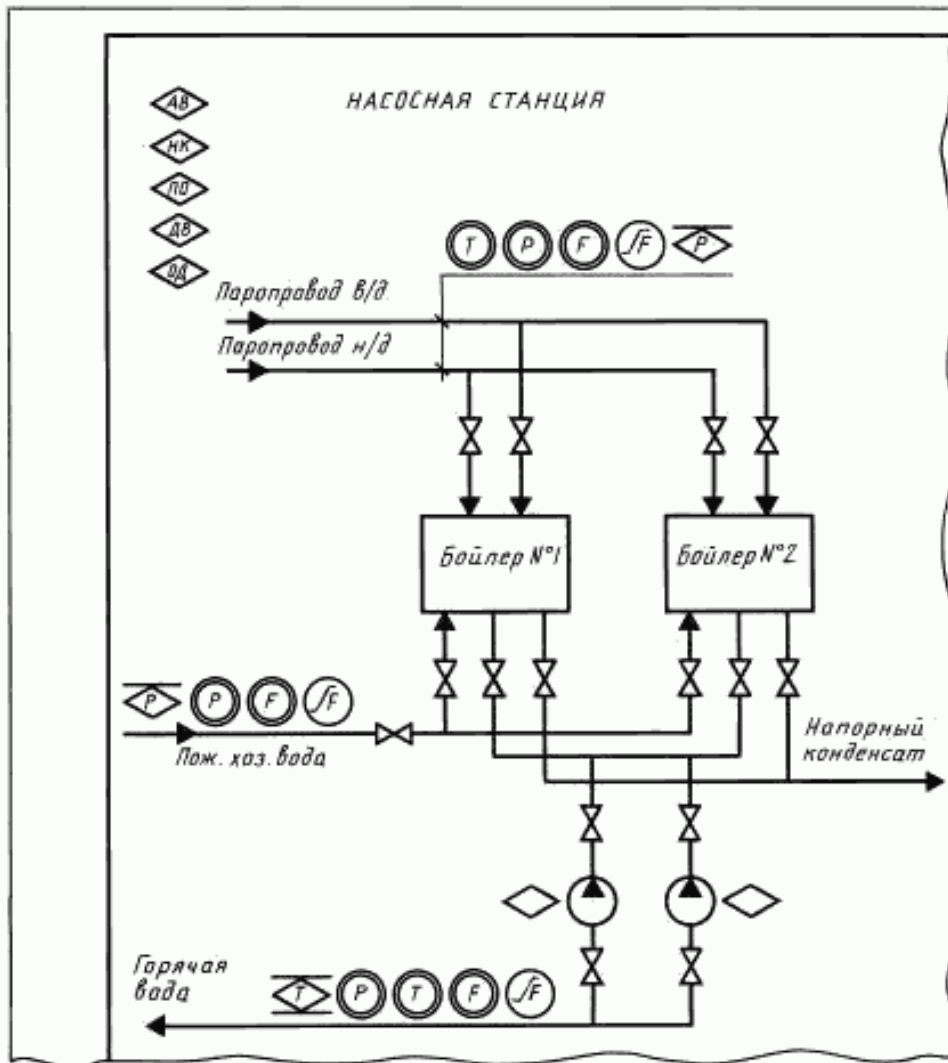 АВ
НАСОСНАЯ СТАНЦИЯ
НК
ПО
ДВ
ОД
T P F ∫F P
Паропровод в/д.
Паропровод н/д
Бойлер №1
Бойлер №2
P P F ∫F
Пож. хоз. вода
Напорный
конденсат
Горячая
вода
T P T F ∫F